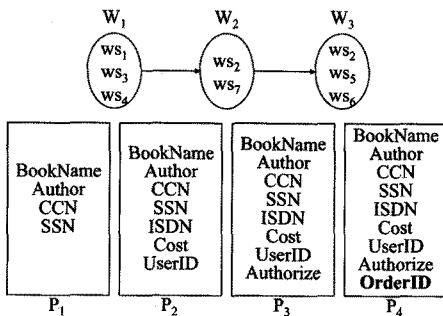 W1 W2 W3
ws1
ws3
ws4
ws2
ws7
ws2
ws5
ws6
BookName
Author
CCN
SSN
BookName
Author
CCN
SSN
ISDN
Cost
UserID
BookName
Author
CCN
SSN
ISDN
Cost
UserID
Authorize
BookName
Author
CCN
SSN
ISDN
Cost
UserID
Authorize
OrderID
P1 P2 P3 P4